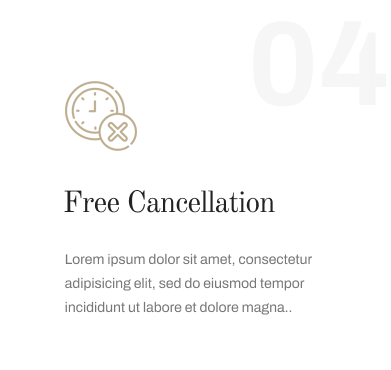 04
Free Cancellation
Lorem ipsum dolor sit amet, consectetur
adipisicing elit, sed do eiusmod tempor
incididunt ut labore et dolore magna..